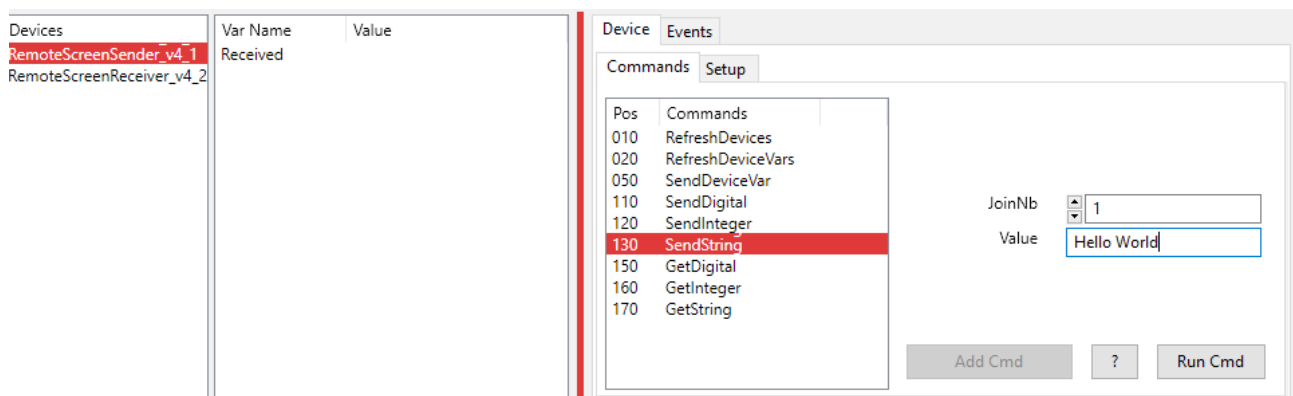 Devices
RemoteScreenSender_v4_1
RemoteScreenReceiver_v4_2
Var Name Value
Received
Device Events
Commands Setup
Pos Commands
010 RefreshDevices
020 RefreshDeviceVars
050 SendDeviceVar
110 SendDigital
120 SendInteger
130 SendString
150 GetDigital
160 GetInteger
170 GetString
JoinNb 1
Value Hello World
Add Cmd ? Run Cmd